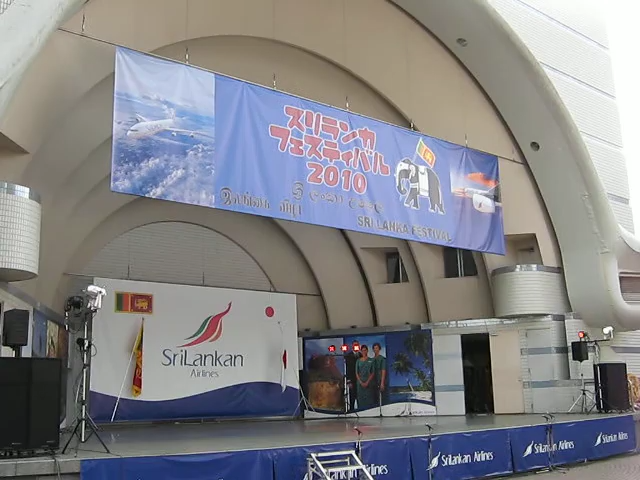 スリランカ
フェスティバル
2010
SRI LANKA FESTIVAL
SriLankan
Airlines
SriLankan Airlines
SriLankan Airlines
SriLankan Airlines